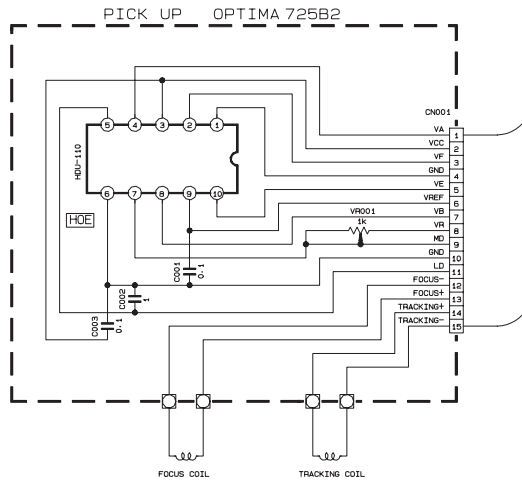 PICK UP OPTIMA 725B2
CN001
5 4 3 2 1
HDU-110
6 7 8 9 10
HOE
VA 1
VCC 2
VF 3
GND 4
VE 5
VREF 6
VB 7
VR 8
MD 9
GND 10
LD 11
FOCUS- 12
FOCUS+ 13
TRACKING+ 14
TRACKING- 15
VR001
1k
C001
0.1
C002
1
C003
0.1
FOCUS COIL
TRACKING COIL